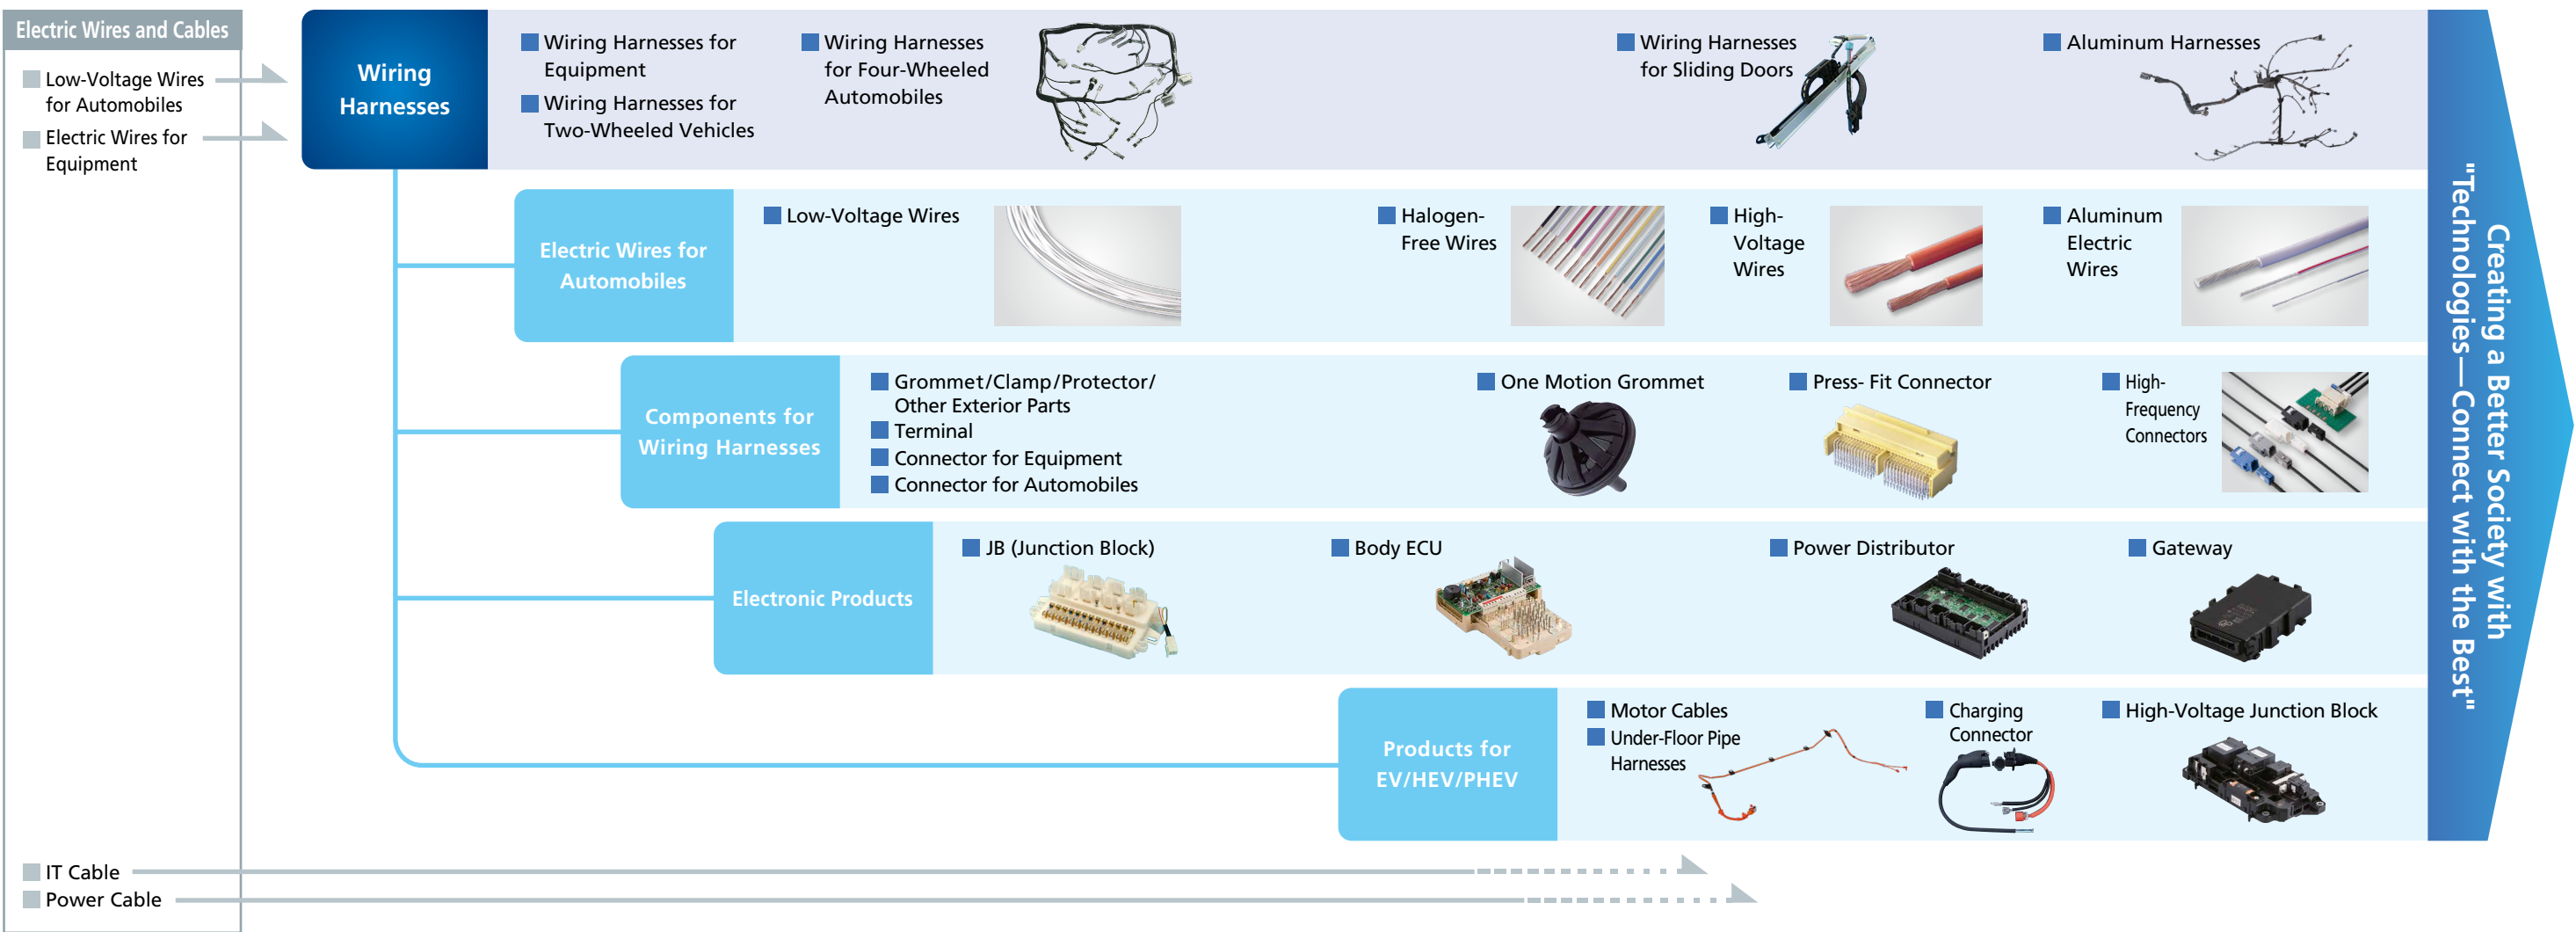 Electric Wires and Cables
Low-Voltage Wires
for Automobiles
Electric Wires for
Equipment
IT Cable
Power Cable
Wiring
Harnesses
Wiring Harnesses for
Equipment
Wiring Harnesses for
Two-Wheeled Vehicles
Wiring Harnesses
for Four-Wheeled
Automobiles
Wiring Harnesses
for Sliding Doors
Aluminum Harnesses
Electric Wires for
Automobiles
Low-Voltage Wires
Halogen-
Free Wires
High-
Voltage
Wires
Aluminum
Electric
Wires
Components for
Wiring Harnesses
Grommet/Clamp/Protector/
Other Exterior Parts
Terminal
Connector for Equipment
Connector for Automobiles
One Motion Grommet
Press- Fit Connector
High-
Frequency
Connectors
Electronic Products
JB (Junction Block)
Body ECU
Power Distributor
Gateway
Products for
EV/HEV/PHEV
Motor Cables
Under-Floor Pipe
Harnesses
Charging
Connector
High-Voltage Junction Block
Creating a Better Society with
"Technologies—Connect with the Best"